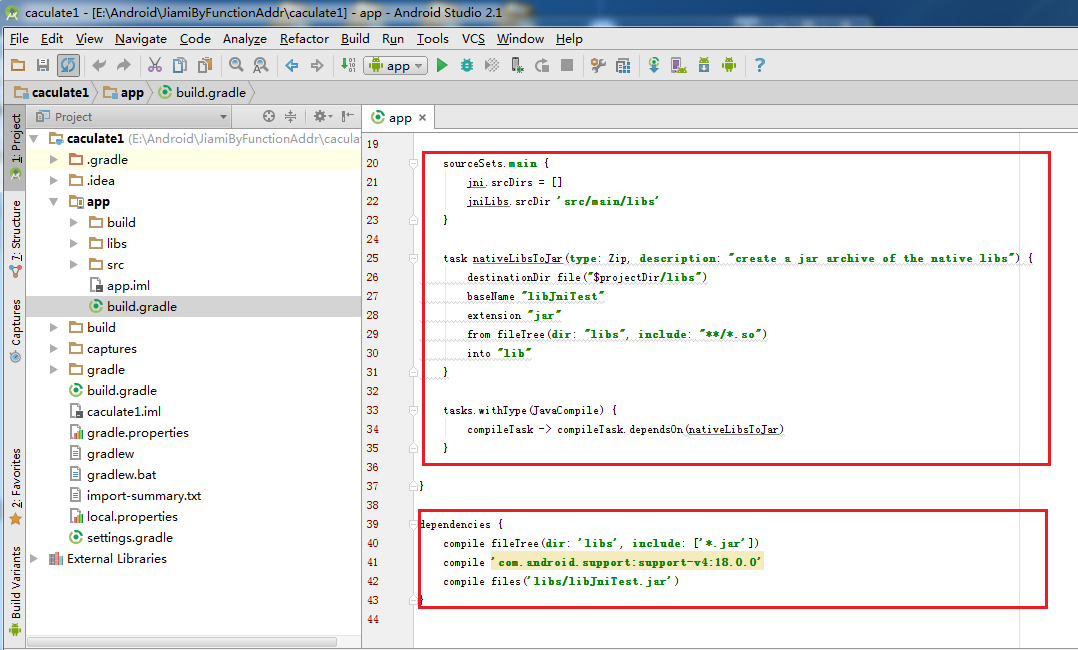 caculate1 - [E:\Android\JiamiByFunctionAddr\caculate1] - app - Android Studio 2.1
File Edit View Navigate Code Analyze Refactor Build Run Tools VCS Window Help
app
caculate1 app build.gradle
1: Project
7: Structure
Captures
2: Favorites
Build Variants
Project
caculate1 (E:\Android\JiamiByFunctionAddr\cacula
.gradle
.idea
app
build
libs
src
app.iml
build.gradle
build
captures
gradle
build.gradle
caculate1.iml
gradle.properties
gradlew
gradlew.bat
import-summary.txt
local.properties
settings.gradle
External Libraries
app
19
20 sourceSets.main {
21 jni.srcDirs = []
22 jniLibs.srcDir 'src/main/libs'
23 }
24
25 task nativeLibsToJar(type: Zip, description: "create a jar archive of the native libs") {
26 destinationDir file("$projectDir/libs")
27 baseName "libJniTest"
28 extension "jar"
29 from fileTree(dir: "libs", include: "**/*.so")
30 into "lib"
31 }
32
33 tasks.withType(JavaCompile) {
34 compileTask -> compileTask.dependsOn(nativeLibsToJar)
35 }
36
37 }
38
39 dependencies {
40 compile fileTree(dir: 'libs', include: ['*.jar'])
41 compile 'com.android.support:support-v4:18.0.0'
42 compile files('libs/libJniTest.jar')
43 }
44